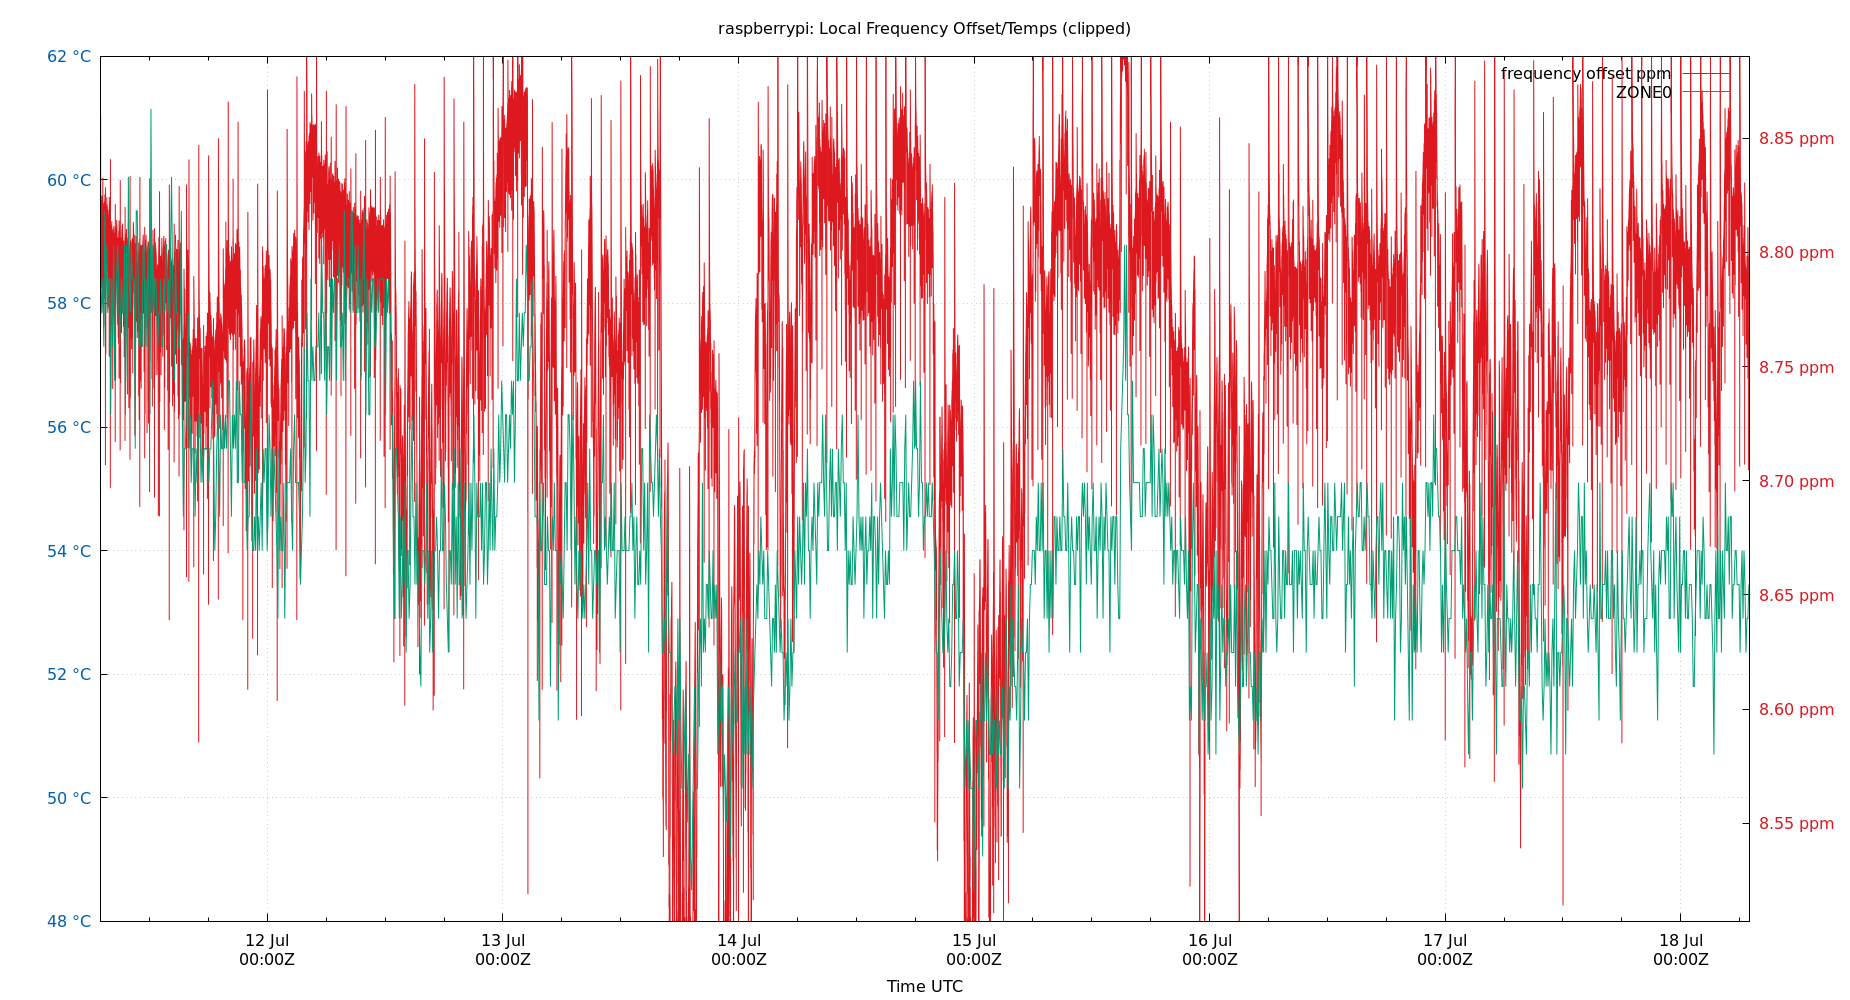 raspberrypi: Local Frequency Offset/Temps (clipped)
62 °C
60 °C
58 °C
56 °C
54 °C
52 °C
50 °C
48 °C
frequency offset ppm
ZONE0
8.85 ppm
8.80 ppm
8.75 ppm
8.70 ppm
8.65 ppm
8.60 ppm
8.55 ppm
12 Jul
00:00Z
13 Jul
00:00Z
14 Jul
00:00Z
15 Jul
00:00Z
16 Jul
00:00Z
17 Jul
00:00Z
18 Jul
00:00Z
Time UTC